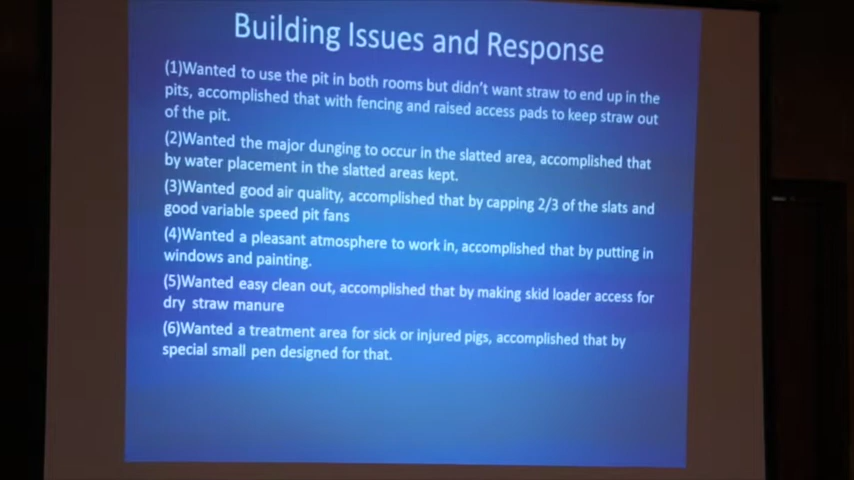 Building Issues and Response
(1)Wanted to use the pit in both rooms but didn't want straw to end up in the
pits, accomplished that with fencing and raised access pads to keep straw out
of the pit.
(2)Wanted the major dunging to occur in the slatted area, accomplished that
by water placement in the slatted areas kept.
(3)Wanted good air quality, accomplished that by capping 2/3 of the slats and
good variable speed pit fans
(4)Wanted a pleasant atmosphere to work in, accomplished that by putting in
windows and painting.
(5)Wanted easy clean out, accomplished that by making skid loader access for
dry straw manure
(6)Wanted a treatment area for sick or injured pigs, accomplished that by
special small pen designed for that.